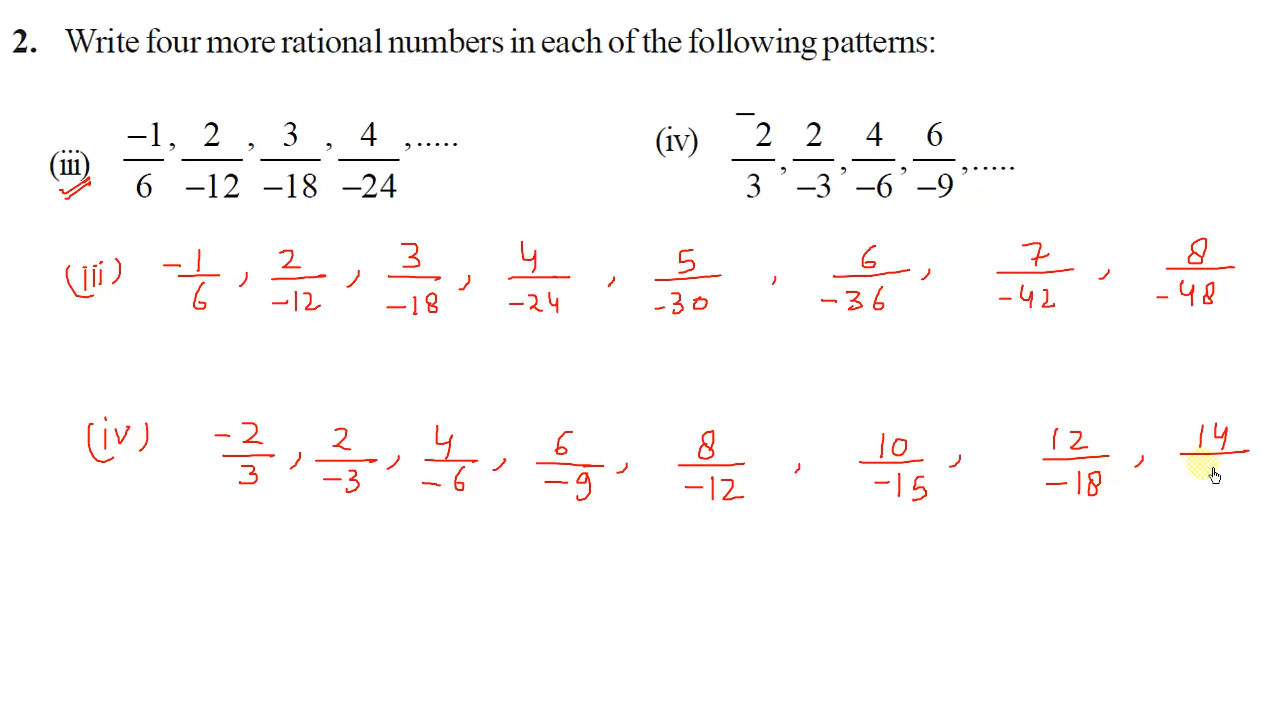 2. Write four more rational numbers in each of the following patterns:
(iii) −1/6, 2/−12, 3/−18, 4/−24, ..... (iv) −2/3, 2/−3, 4/−6, 6/−9, .....
(iii) −1/6, 2/−12, 3/−18, 4/−24, 5/−30, 6/−36, 7/−42, 8/−48
(iv) −2/3, 2/−3, 4/−6, 6/−9, 8/−12, 10/−15, 12/−18, 14/